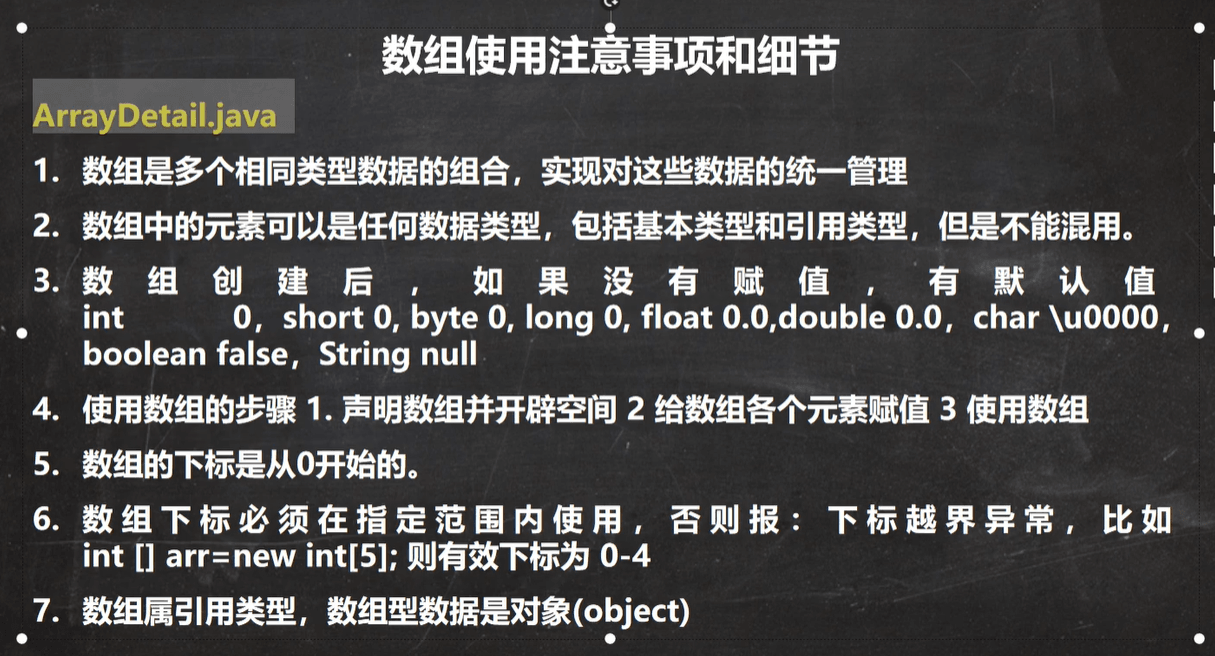 数组使用注意事项和细节
ArrayDetail.java
1. 数组是多个相同类型数据的组合，实现对这些数据的统一管理
2. 数组中的元素可以是任何数据类型，包括基本类型和引用类型，但是不能混用。
3. 数组创建后，如果没有赋值，有默认值
int 0，short 0, byte 0, long 0, float 0.0,double 0.0，char \u0000，
boolean false，String null
4. 使用数组的步骤 1. 声明数组并开辟空间 2 给数组各个元素赋值 3 使用数组
5. 数组的下标是从0开始的。
6. 数组下标必须在指定范围内使用，否则报：下标越界异常，比如
int [] arr=new int[5]; 则有效下标为 0-4
7. 数组属引用类型，数组型数据是对象(object)